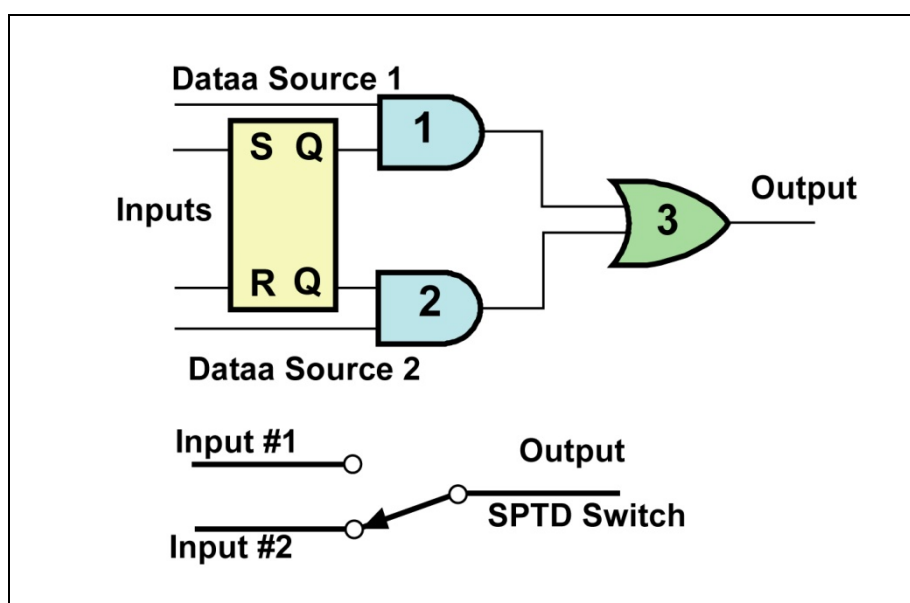 Dataa Source 1
1
S Q
Inputs
3
Output
R Q
2
Dataa Source 2
Input #1
Output
SPTD Switch
Input #2